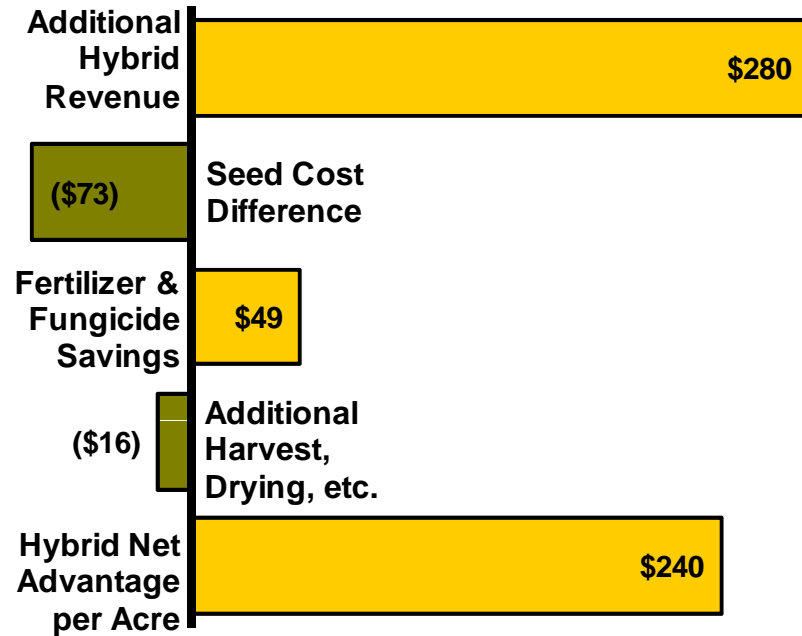 Additional
Hybrid
Revenue
$280
($73)
Seed Cost
Difference
Fertilizer &
Fungicide
Savings
$49
($16)
Additional
Harvest,
Drying, etc.
Hybrid Net
Advantage
per Acre
$240